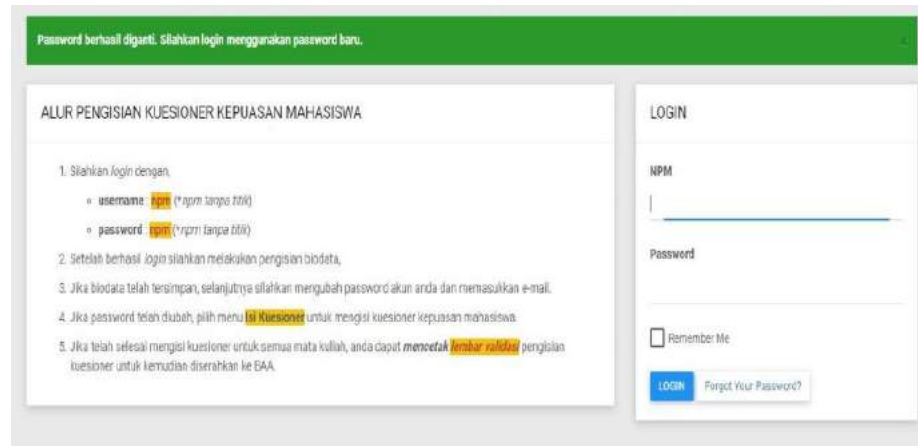 Password berhasil diganti. Silahkan login menggunakan password baru.
ALUR PENGISIAN KUESIONER KEPUASAN MAHASISWA
1. Silahkan login dengan,
username : npm (*npm tanpa titik)
password : npm (*npm tanpa titik)
2. Setelah berhasil login silahkan melakukan pengisian biodata,
3. Jika biodata telah tersimpan, selanjutnya silahkan mengubah password akun anda dan memasukkan e-mail.
4. Jika password telah diubah, pilih menu Isi Kuesioner untuk mengisi kuesioner kepuasan mahasiswa
5. Jika telah selesai mengisi kuesioner untuk semua mata kuliah, anda dapat mencetak lembar validasi pengisian
kuesioner untuk kemudian diserahkan ke BAA.
LOGIN
NPM
Password
Remember Me
LOGIN
Forgot Your Password?